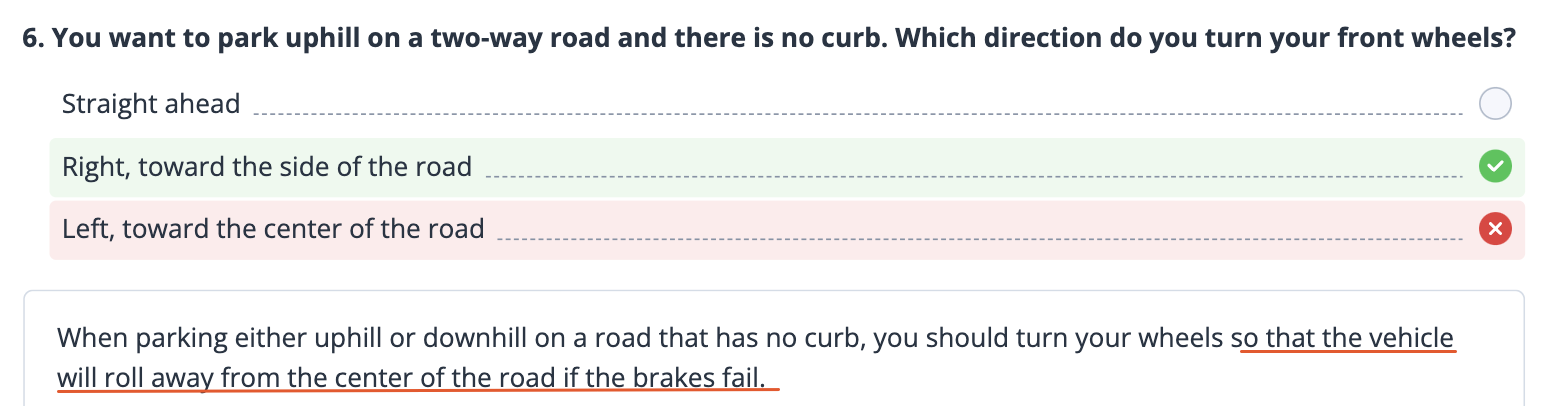 6. You want to park uphill on a two-way road and there is no curb. Which direction do you turn your front wheels?
Straight ahead
Right, toward the side of the road
Left, toward the center of the road
When parking either uphill or downhill on a road that has no curb, you should turn your wheels so that the vehicle
will roll away from the center of the road if the brakes fail.